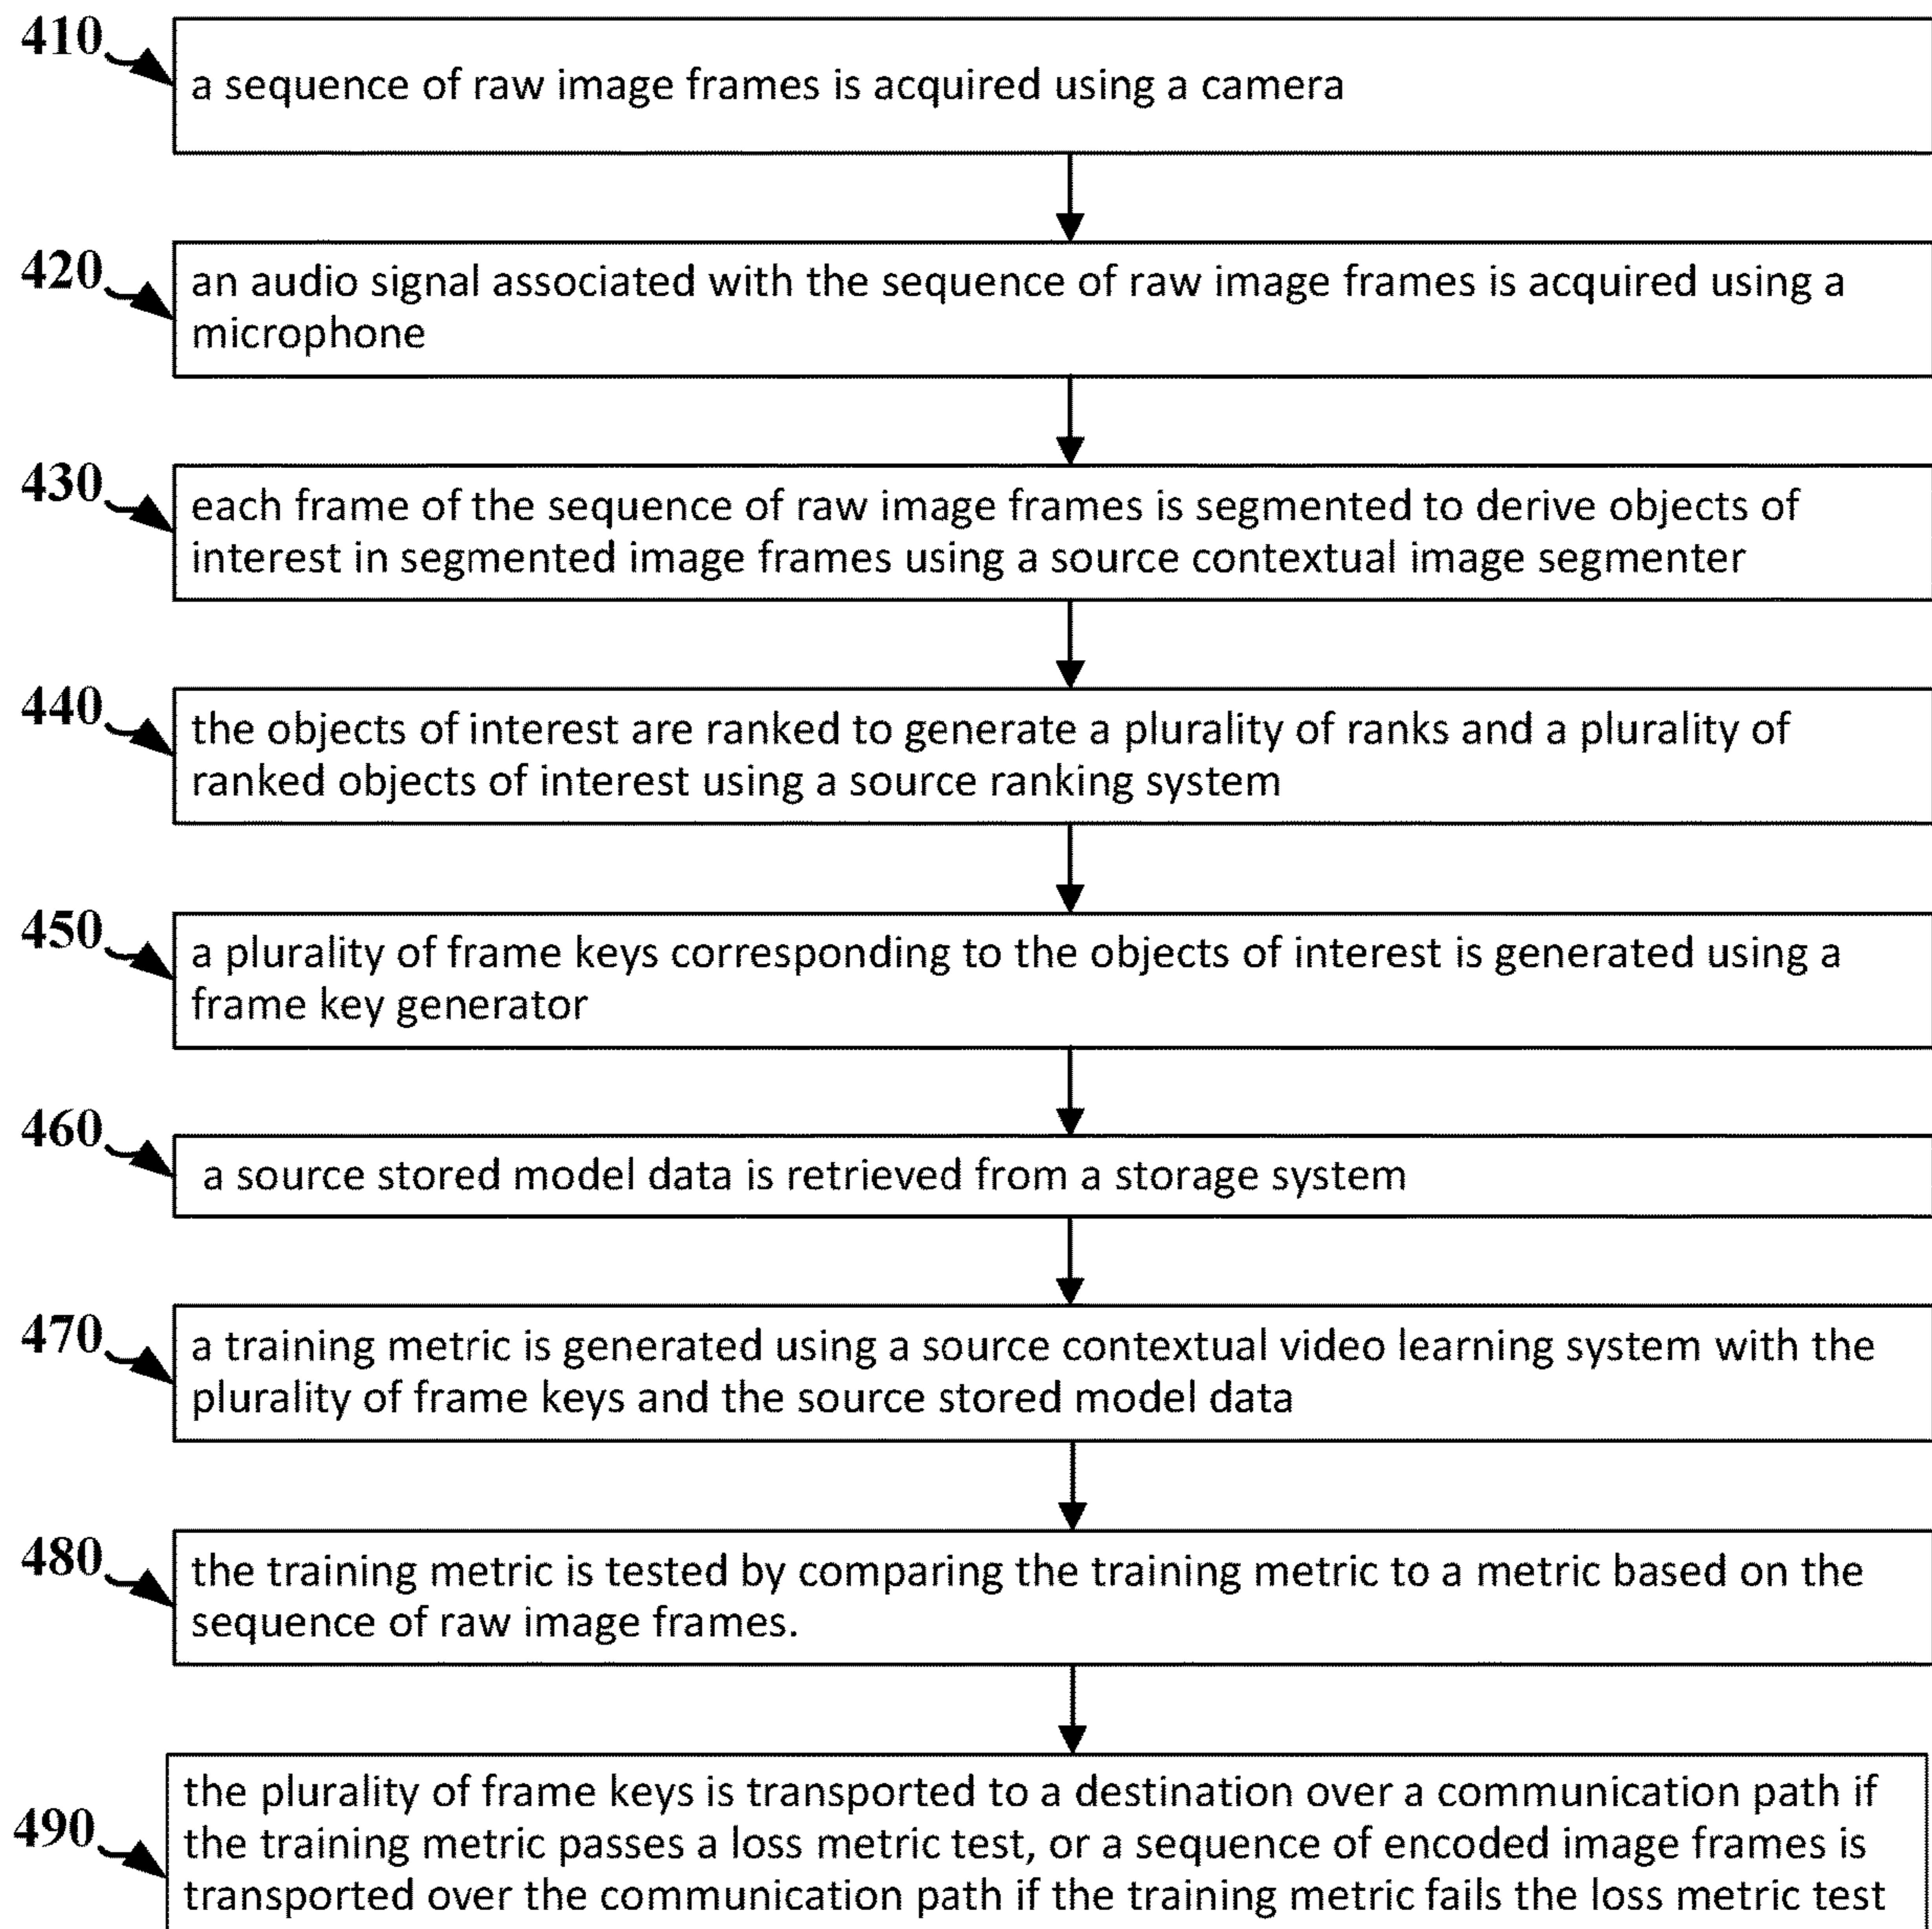 410
a sequence of raw image frames is acquired using a camera
420
an audio signal associated with the sequence of raw image frames is acquired using a
microphone
430
each frame of the sequence of raw image frames is segmented to derive objects of
interest in segmented image frames using a source contextual image segmenter
440
the objects of interest are ranked to generate a plurality of ranks and a plurality of
ranked objects of interest using a source ranking system
450
a plurality of frame keys corresponding to the objects of interest is generated using a
frame key generator
460
a source stored model data is retrieved from a storage system
470
a training metric is generated using a source contextual video learning system with the
plurality of frame keys and the source stored model data
480
the training metric is tested by comparing the training metric to a metric based on the
sequence of raw image frames.
490
the plurality of frame keys is transported to a destination over a communication path if
the training metric passes a loss metric test, or a sequence of encoded image frames is
transported over the communication path if the training metric fails the loss metric test